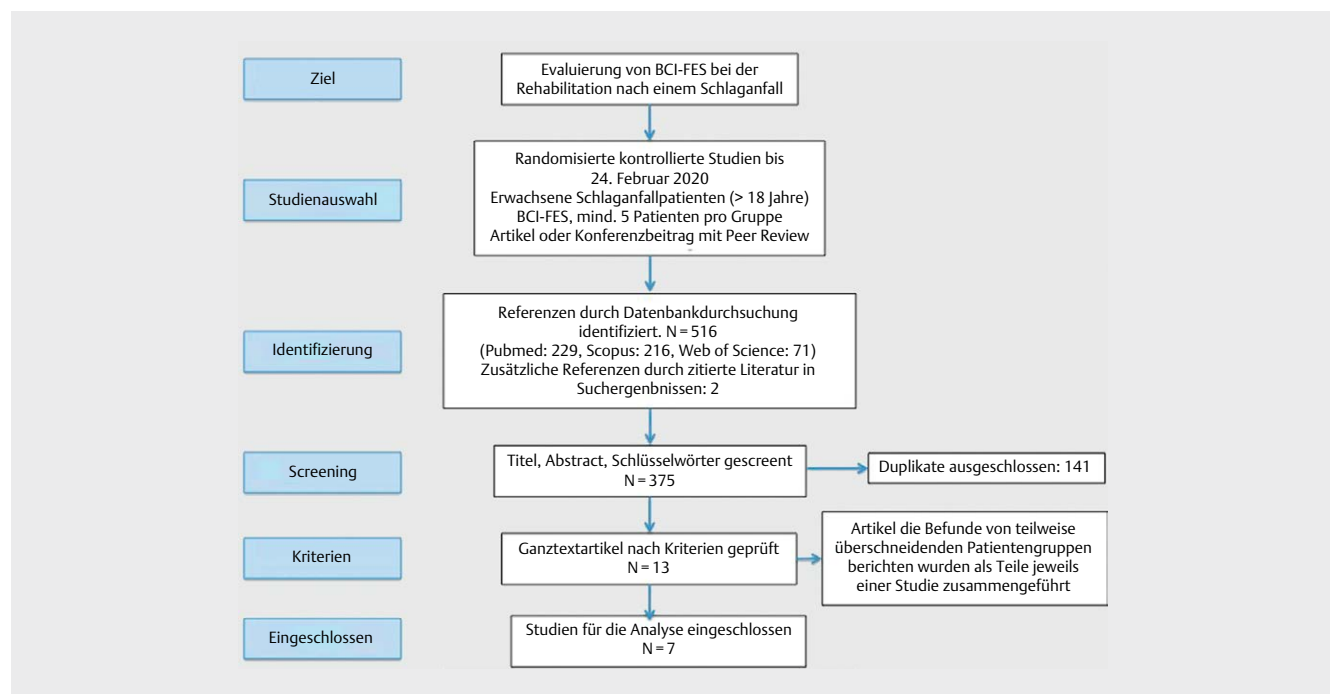 Ziel
Evaluierung von BCI-FES bei der
Rehabilitation nach einem Schlaganfall
Studienauswahl
Randomisierte kontrollierte Studien bis
24. Februar 2020
Erwachsene Schlaganfallpatienten (> 18 Jahre)
BCI-FES, mind. 5 Patienten pro Gruppe
Artikel oder Konferenzbeitrag mit Peer Review
Identifizierung
Referenzen durch Datenbankdurchsuchung
identifiziert. N = 516
(Pubmed: 229, Scopus: 216, Web of Science: 71)
Zusätzliche Referenzen durch zitierte Literatur in
Suchergenbnissen: 2
Screening
Titel, Abstract, Schlüsselwörter gescreent
N = 375
Duplikate ausgeschlossen: 141
Kriterien
Ganztextartikel nach Kriterien geprüft
N = 13
Artikel die Befunde von teilweise
überschneidenden Patientengruppen
berichten wurden als Teile jeweils
einer Studie zusammengeführt
Eingeschlossen
Studien für die Analyse eingeschlossen
N = 7